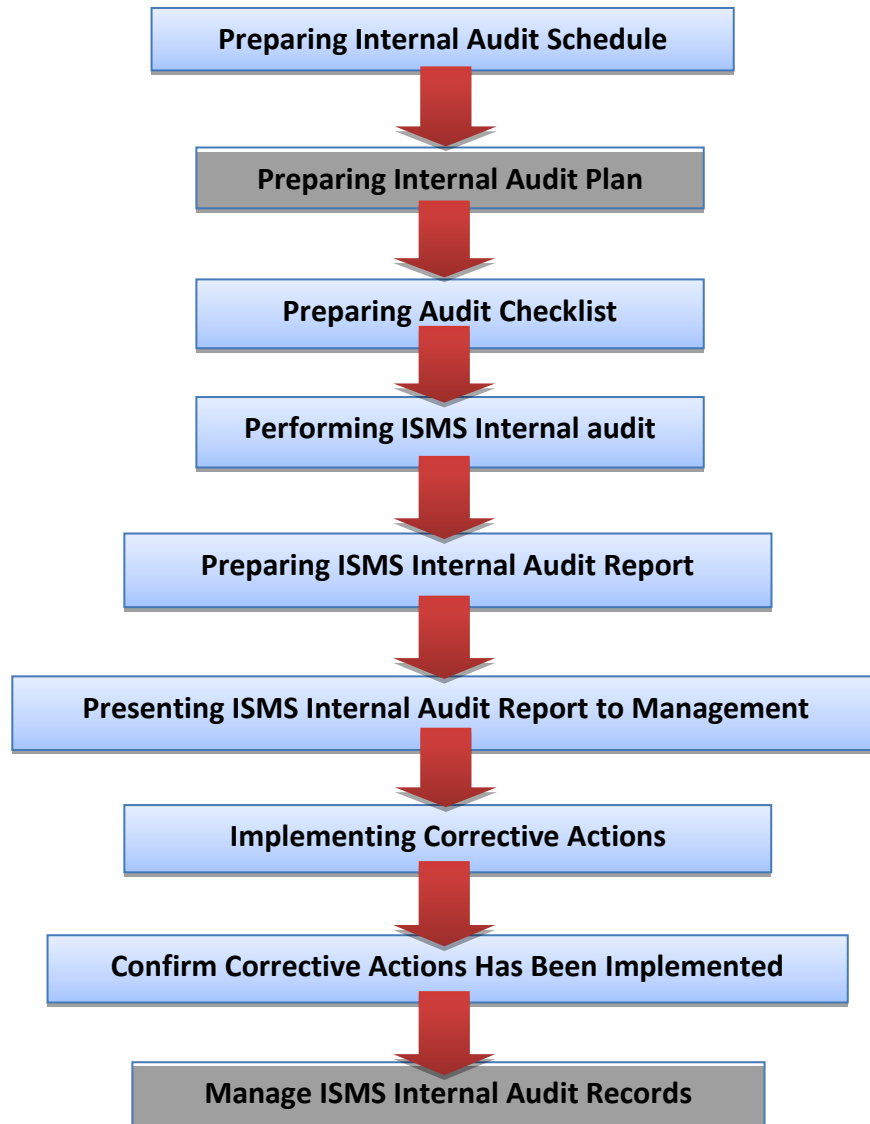 Preparing Internal Audit Schedule
Preparing Internal Audit Plan
Preparing Audit Checklist
Performing ISMS Internal audit
Preparing ISMS Internal Audit Report
Presenting ISMS Internal Audit Report to Management
Implementing Corrective Actions
Confirm Corrective Actions Has Been Implemented
Manage ISMS Internal Audit Records